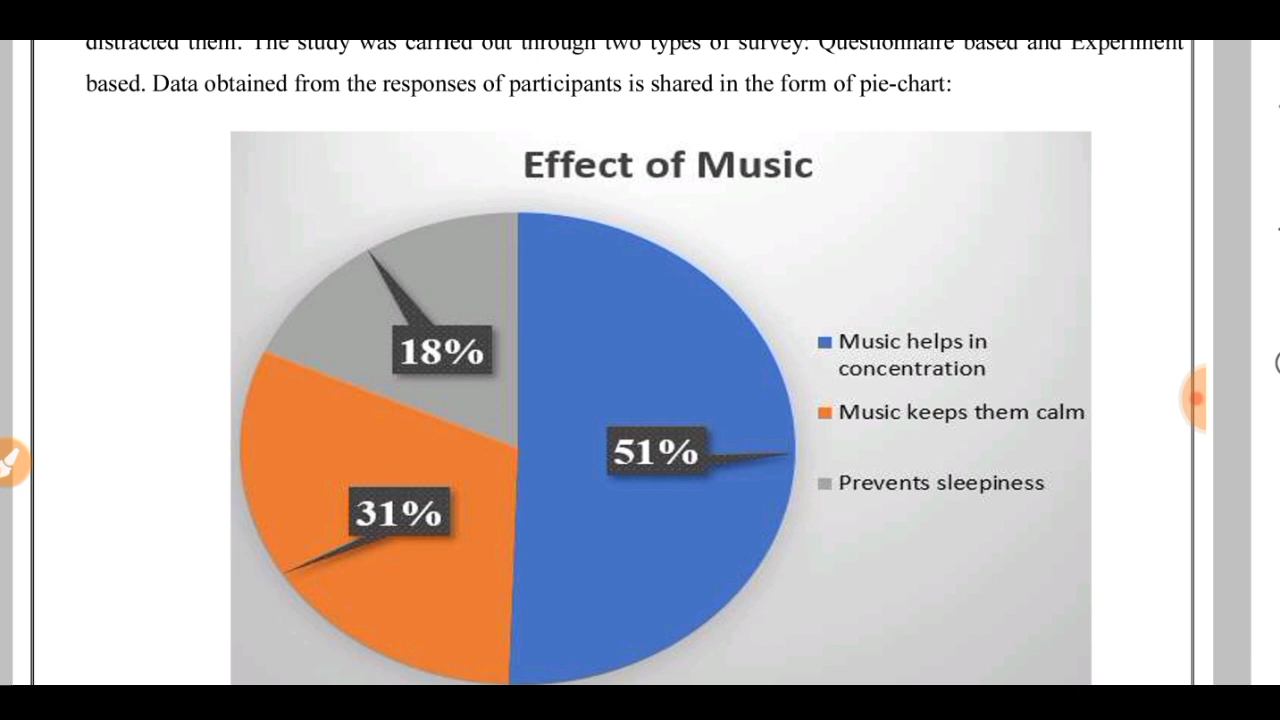 distracted them. The study was carried out through two types of survey: Questionnaire based and Experiment
based. Data obtained from the responses of participants is shared in the form of pie-chart:
Effect of Music
18%
51%
31%
Music helps in
concentration
Music keeps them calm
Prevents sleepiness